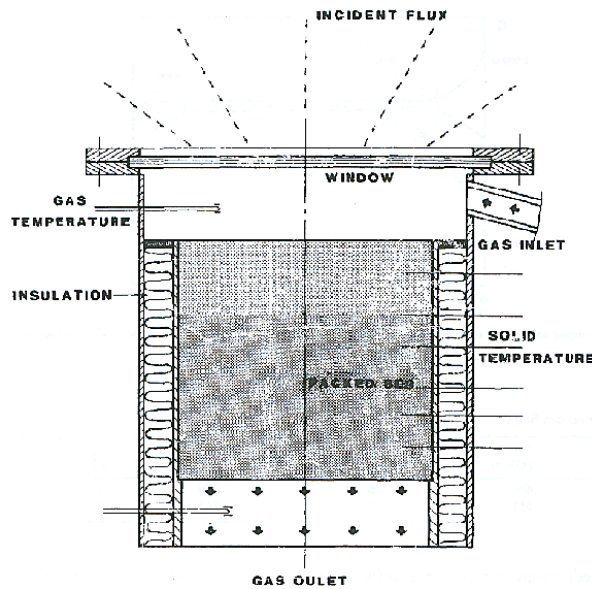 INCIDENT FLUX
WINDOW
GAS
TEMPERATURE
GAS INLET
INSULATION
SOLID
TEMPERATURE
PACKED BED
GAS OULET